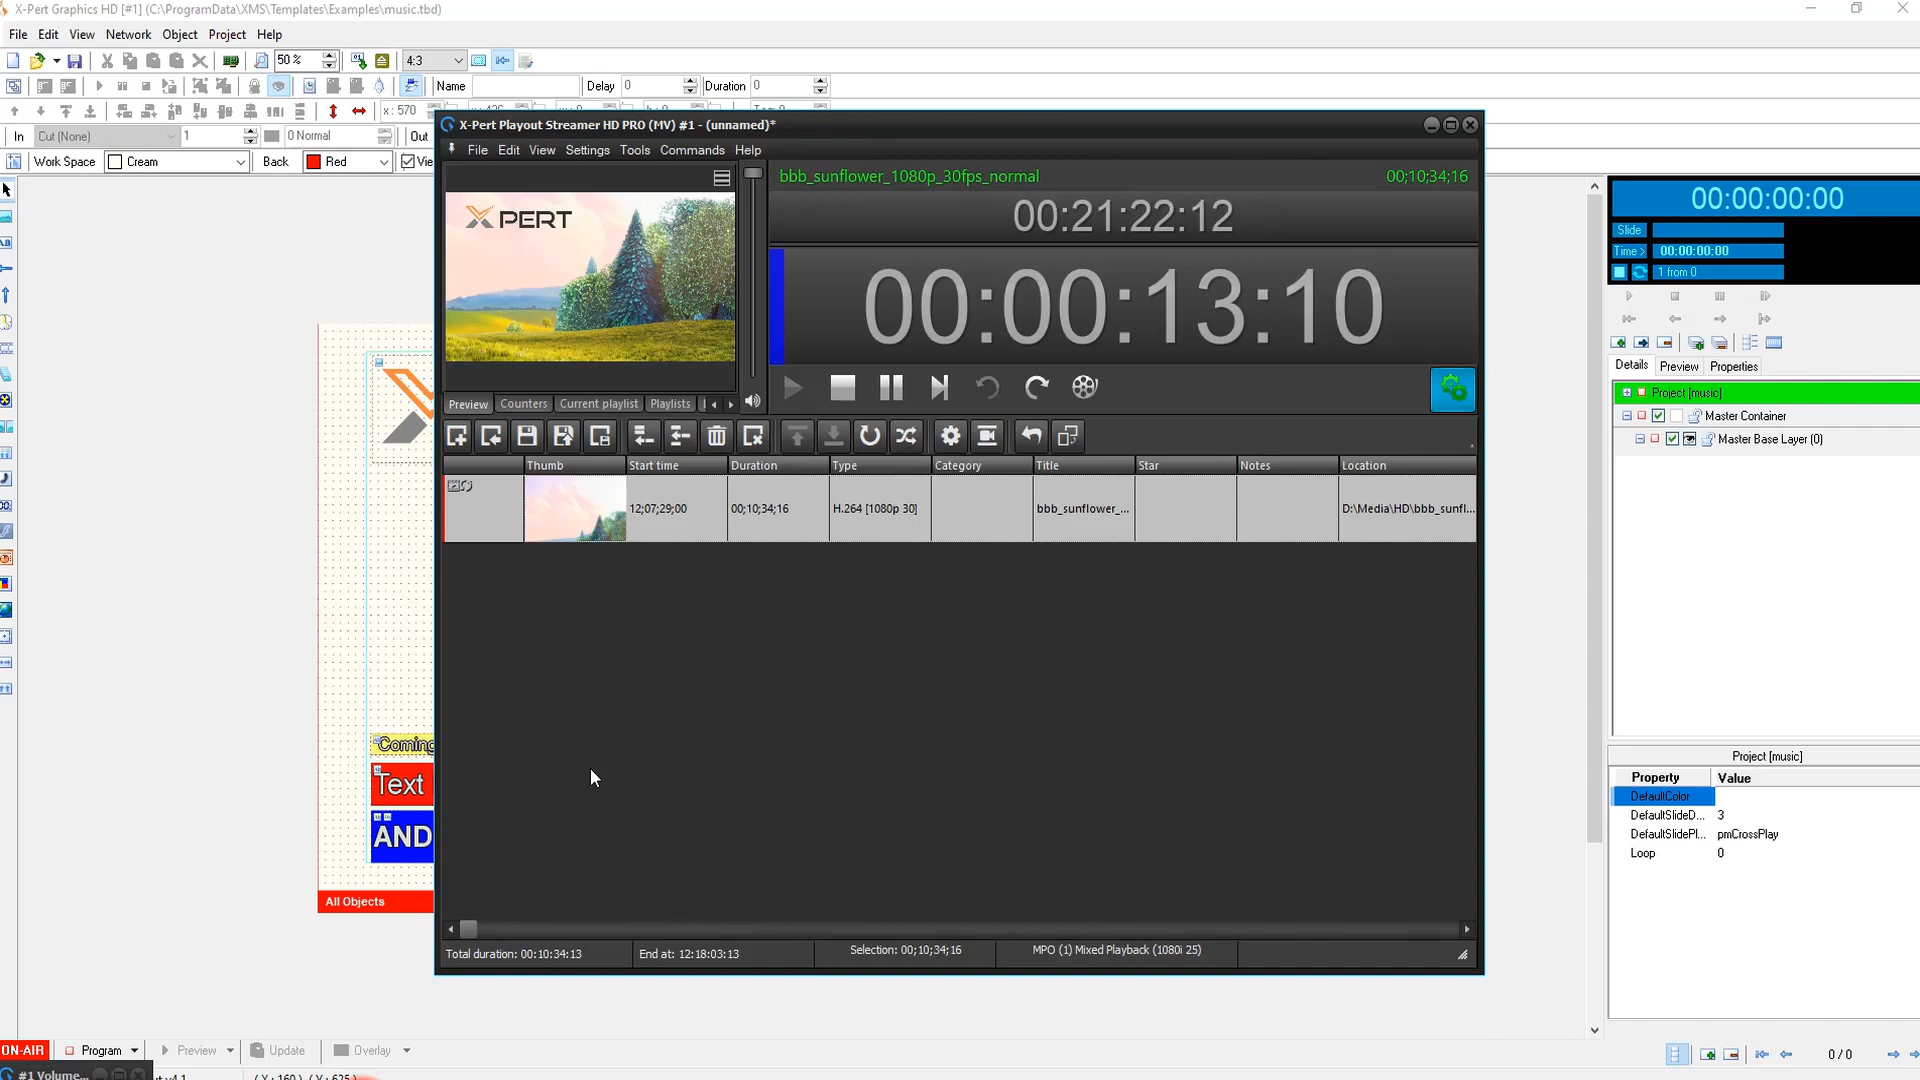 X-Pert Graphics HD [#1] (C:\ProgramData\XMS\Templates\Examples\music.tbd)
File Edit View Network Object Project Help
50 % 4:3
Name Delay 0 Duration 0
x : 570
In Cut (None) 1 0 Normal Out
Work Space Cream Back Red
X-Pert Playout Streamer HD PRO (MV) #1 - (unnamed)*
File Edit View Settings Tools Commands Help
XPERT
bbb_sunflower_1080p_30fps_normal 00;10;34;16
00:21:22:12
00:00:13:10
Preview Counters Current playlist Playlists
Thumb Start time Duration Type Category Title Star Notes Location
12;07;29;00 00;10;34;16 H.264 [1080p 30] bbb_sunflower_... D:\Media\HD\bbb_sunfl...
Total duration: 00:10:34:13 End at: 12:18:03:13 Selection: 00;10;34;16 MPO (1) Mixed Playback (1080i 25)
Coming
Text
AND
All Objects
00:00:00:00
Slide
Time > 00:00:00:00
1 from 0
Details Preview Properties
Project [music]
Master Container
Master Base Layer (0)
Project [music]
Property Value
DefaultColor
DefaultSlideD... 3
DefaultSlidePl... pmCrossPlay
Loop 0
ON-AIR Program Preview Update Overlay 0 / 0
#1 Volume...